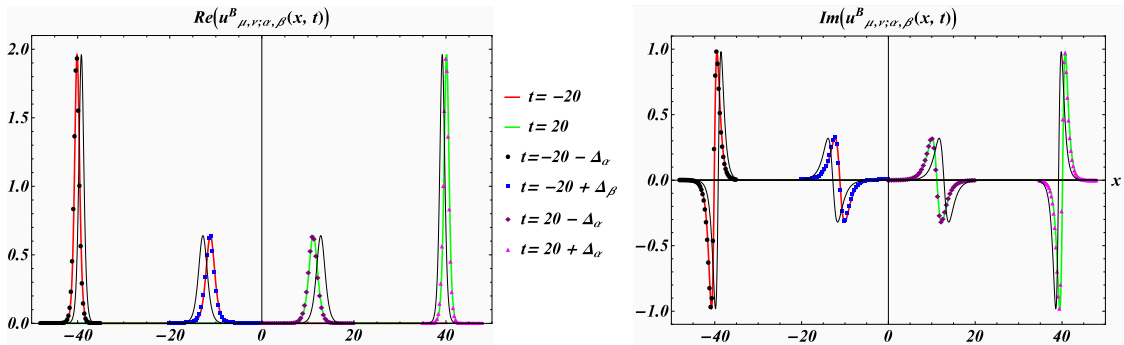 Re(u^B_{μ,ν;α,β}(x, t))
2.0
1.5
1.0
0.5
0.0
−40 −20 0 20 40
t = −20
t = 20
t = −20 − Δ_α
t = −20 + Δ_β
t = 20 − Δ_α
t = 20 + Δ_α
Im(u^B_{μ,ν;α,β}(x, t))
1.0
0.5
0.0
−0.5
−1.0
x
−40 −20 0 20 40